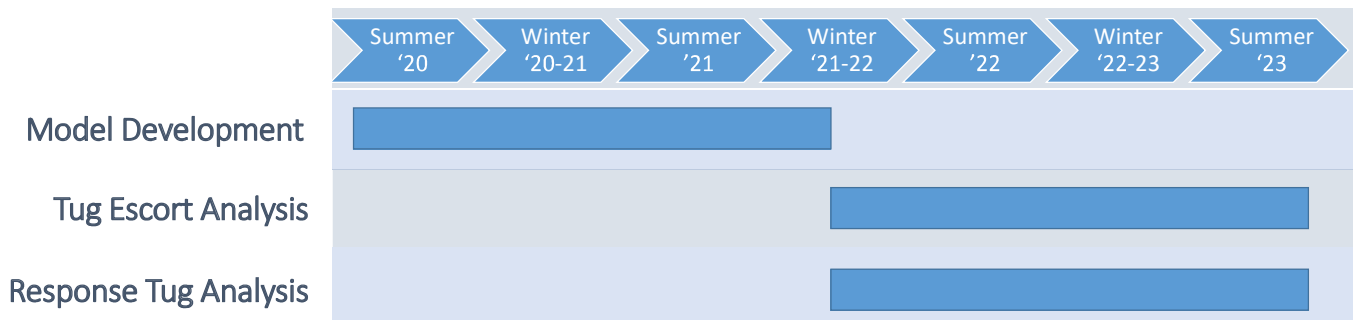 Summer
‘20
Winter
‘20-21
Summer
’21
Winter
‘21-22
Summer
’22
Winter
‘22-23
Summer
‘23
Model Development
Tug Escort Analysis
Response Tug Analysis